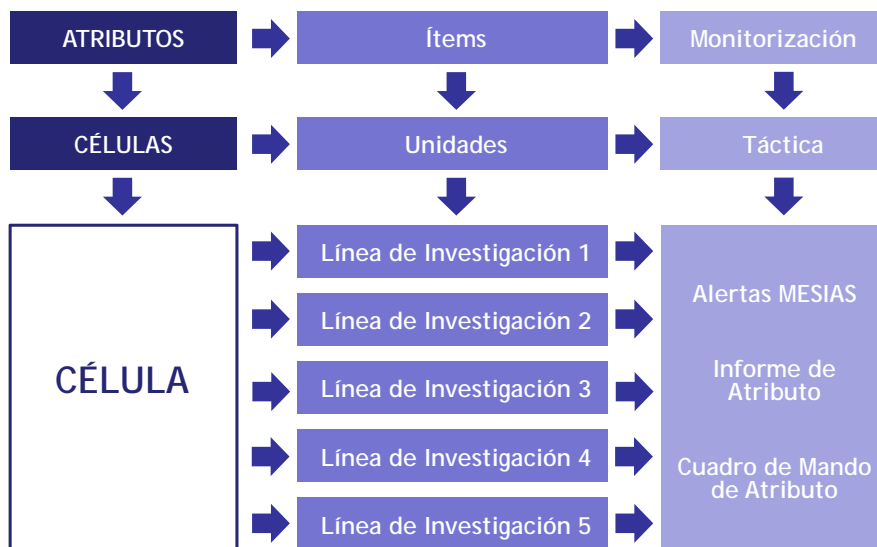 ATRIBUTOS
Ítems
Monitorización
CÉLULAS
Unidades
Táctica
CÉLULA
Línea de Investigación 1
Línea de Investigación 2
Línea de Investigación 3
Línea de Investigación 4
Línea de Investigación 5
Alertas MESIAS
Informe de
Atributo
Cuadro de Mando
de Atributo